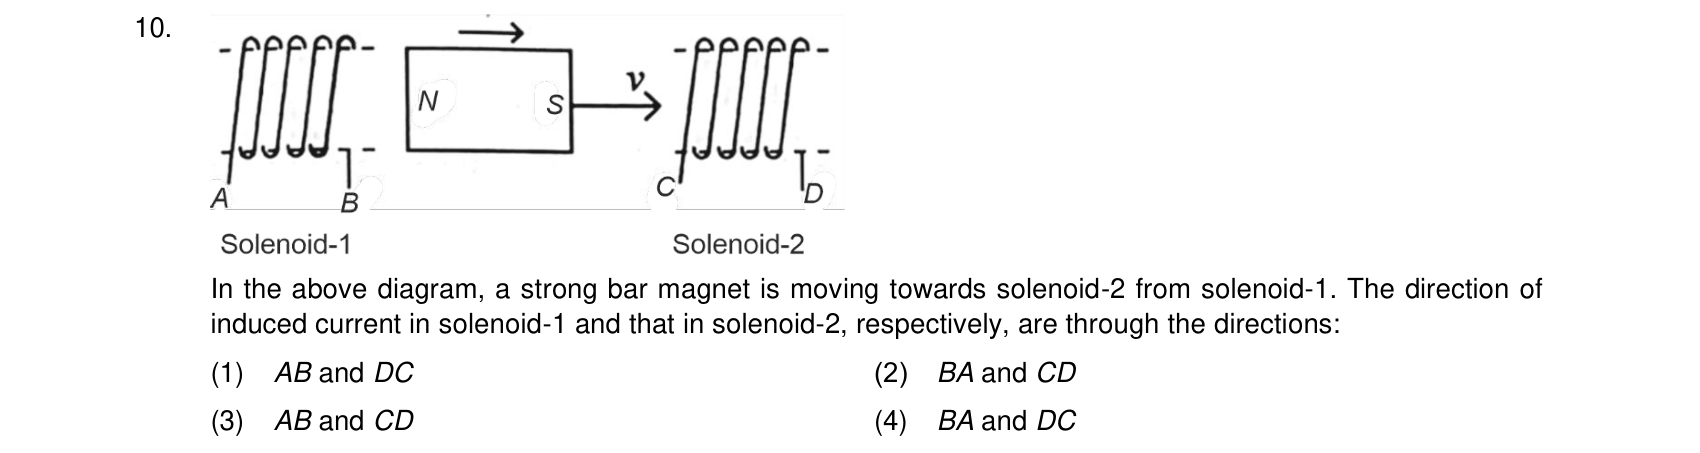 10.
N S v
A B C D
Solenoid-1 Solenoid-2
In the above diagram, a strong bar magnet is moving towards solenoid-2 from solenoid-1. The direction of
induced current in solenoid-1 and that in solenoid-2, respectively, are through the directions:
(1) AB and DC (2) BA and CD
(3) AB and CD (4) BA and DC